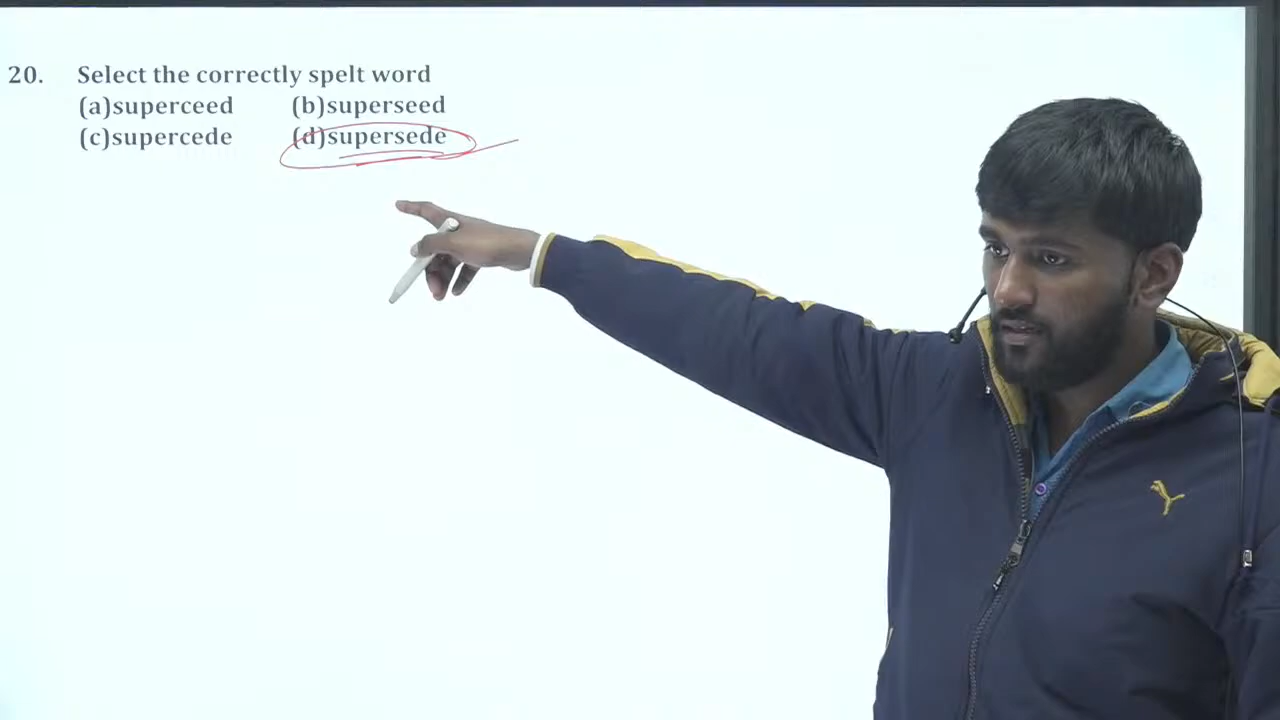 20. Select the correctly spelt word
(a)superceed (b)superseed
(c)supercede (d)supersede